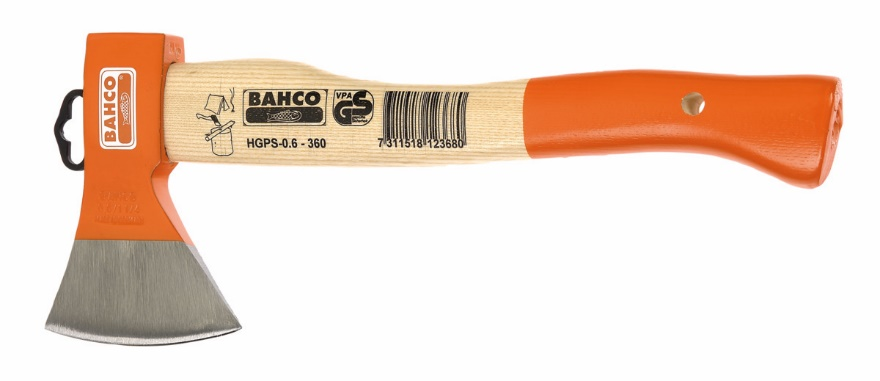 BAHCO
BAHCO
HGPS-0.6 - 360
VPA
GS
7 311518 123680